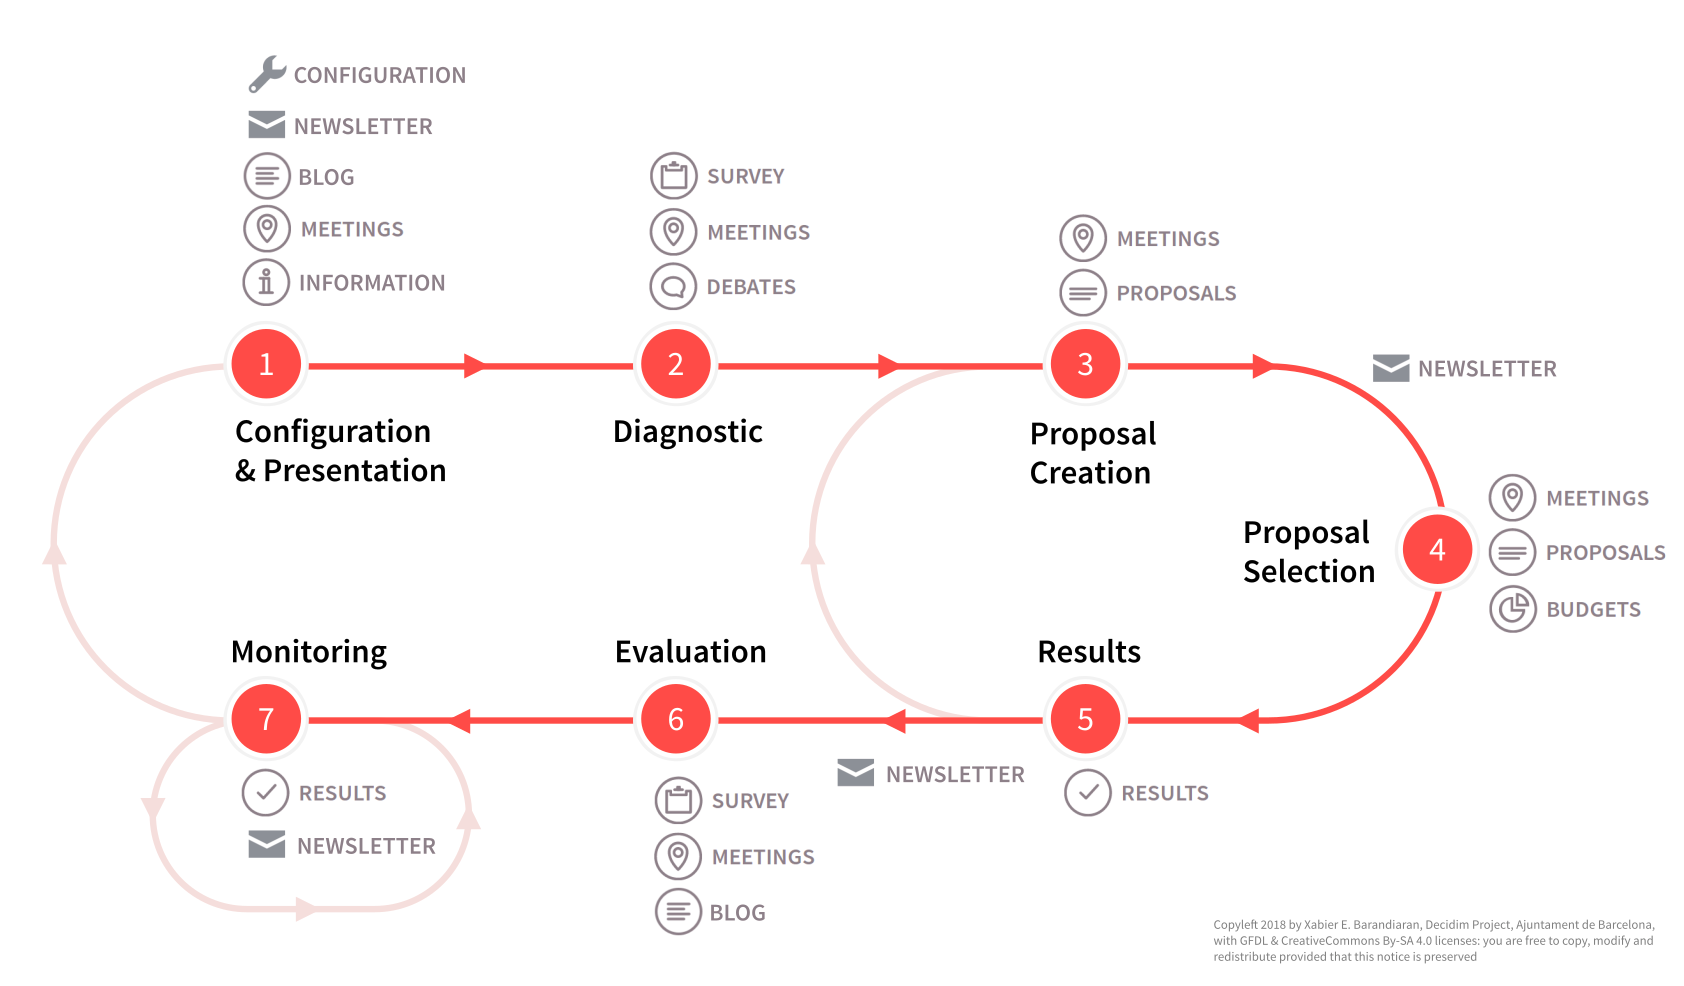 CONFIGURATION
NEWSLETTER
BLOG
MEETINGS
INFORMATION
1
Configuration
& Presentation
SURVEY
MEETINGS
DEBATES
2
Diagnostic
MEETINGS
PROPOSALS
3
Proposal
Creation
NEWSLETTER
Proposal
Selection
4
MEETINGS
PROPOSALS
BUDGETS
Results
5
RESULTS
NEWSLETTER
Evaluation
6
SURVEY
MEETINGS
BLOG
Monitoring
7
RESULTS
NEWSLETTER
Copyleft 2018 by Xabier E. Barandiaran, Decidim Project, Ajuntament de Barcelona,
with GFDL & CreativeCommons By-SA 4.0 licenses: you are free to copy, modify and
redistribute provided that this notice is preserved